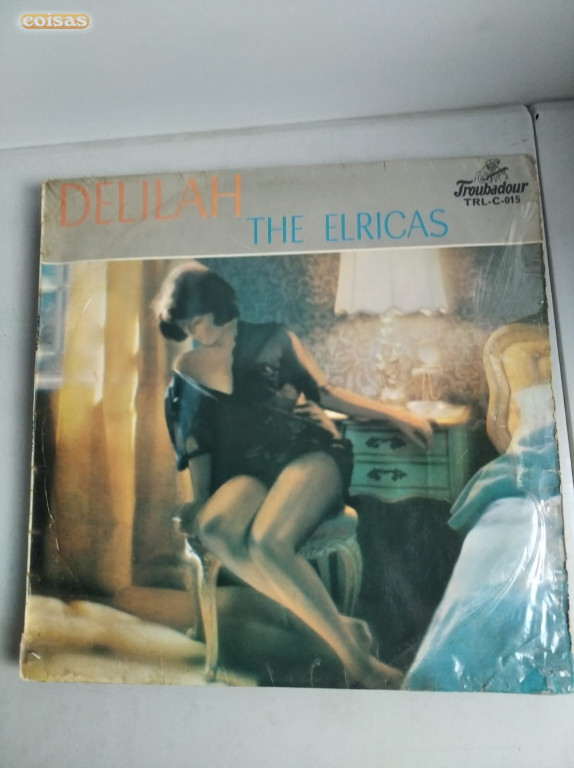 coisas
DELILAH
THE ELRICAS
Troubadour
TRL-C-015